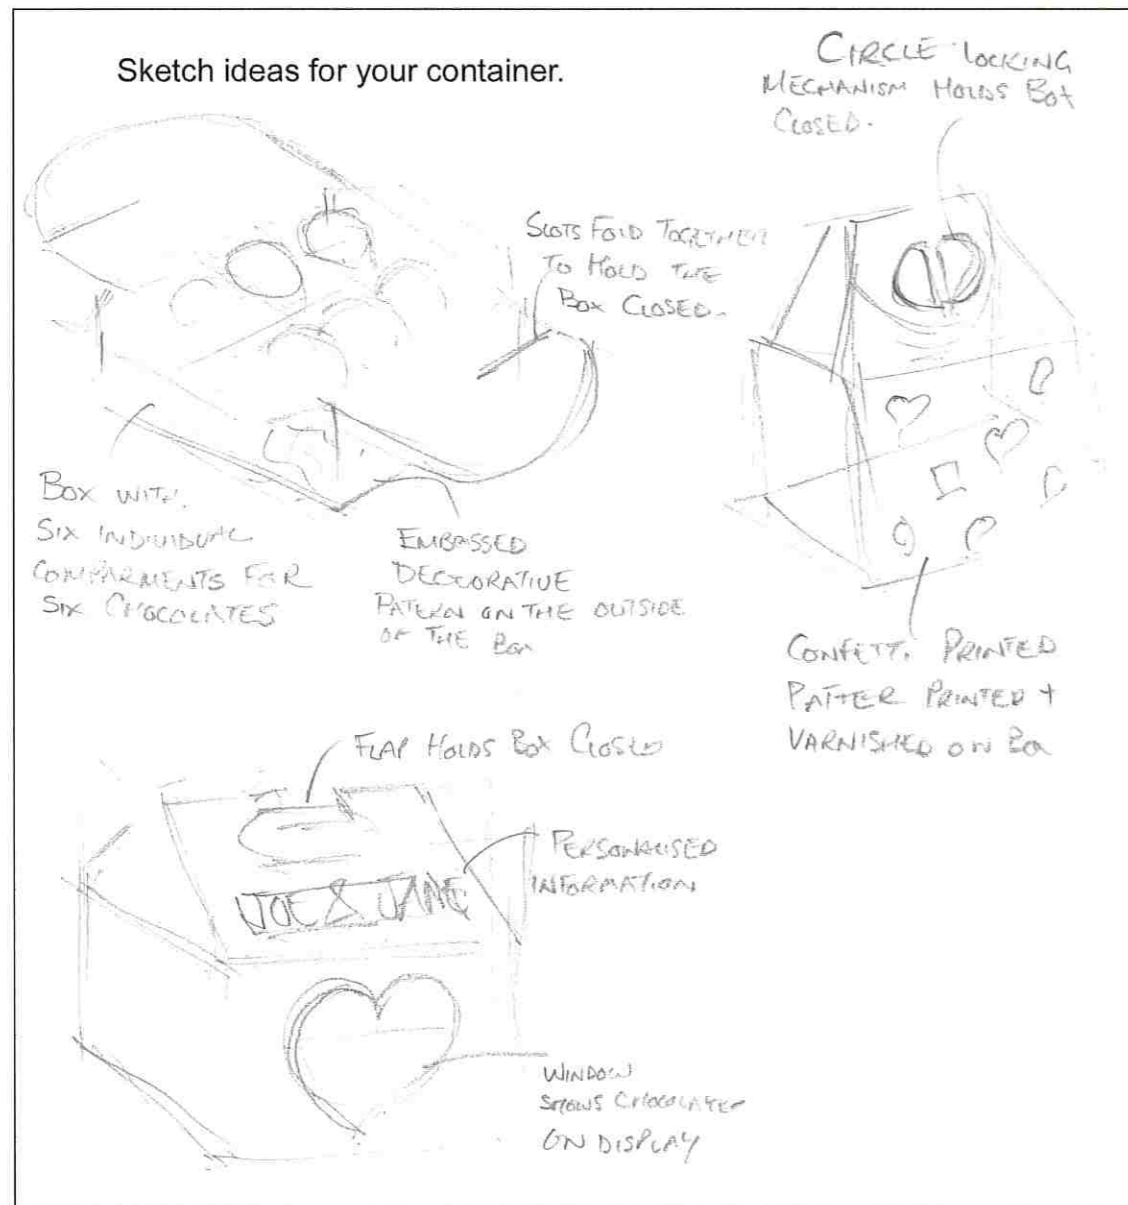 Sketch ideas for your container.
CIRCLE LOCKING
MECHANISM HOLDS BOX
CLOSED.
SLOTS FOLD TOGETHER
TO HOLD THE
BOX CLOSED.
BOX WITH
SIX INDIVIDUAL
COMPARMENTS FOR
SIX CHOCOLATES
EMBASSED
DECORATIVE
PATERN ON THE OUTSIDE
OF THE BOX
CONFETTI PRINTED
PATTER PRINTED +
VARNISHED ON BOX
FLAP HOLDS BOX CLOSED
PERSONALISED
INFORMATION
JOE & JANE
WINDOW
SHOWS CHOCOLATES
ON DISPLAY